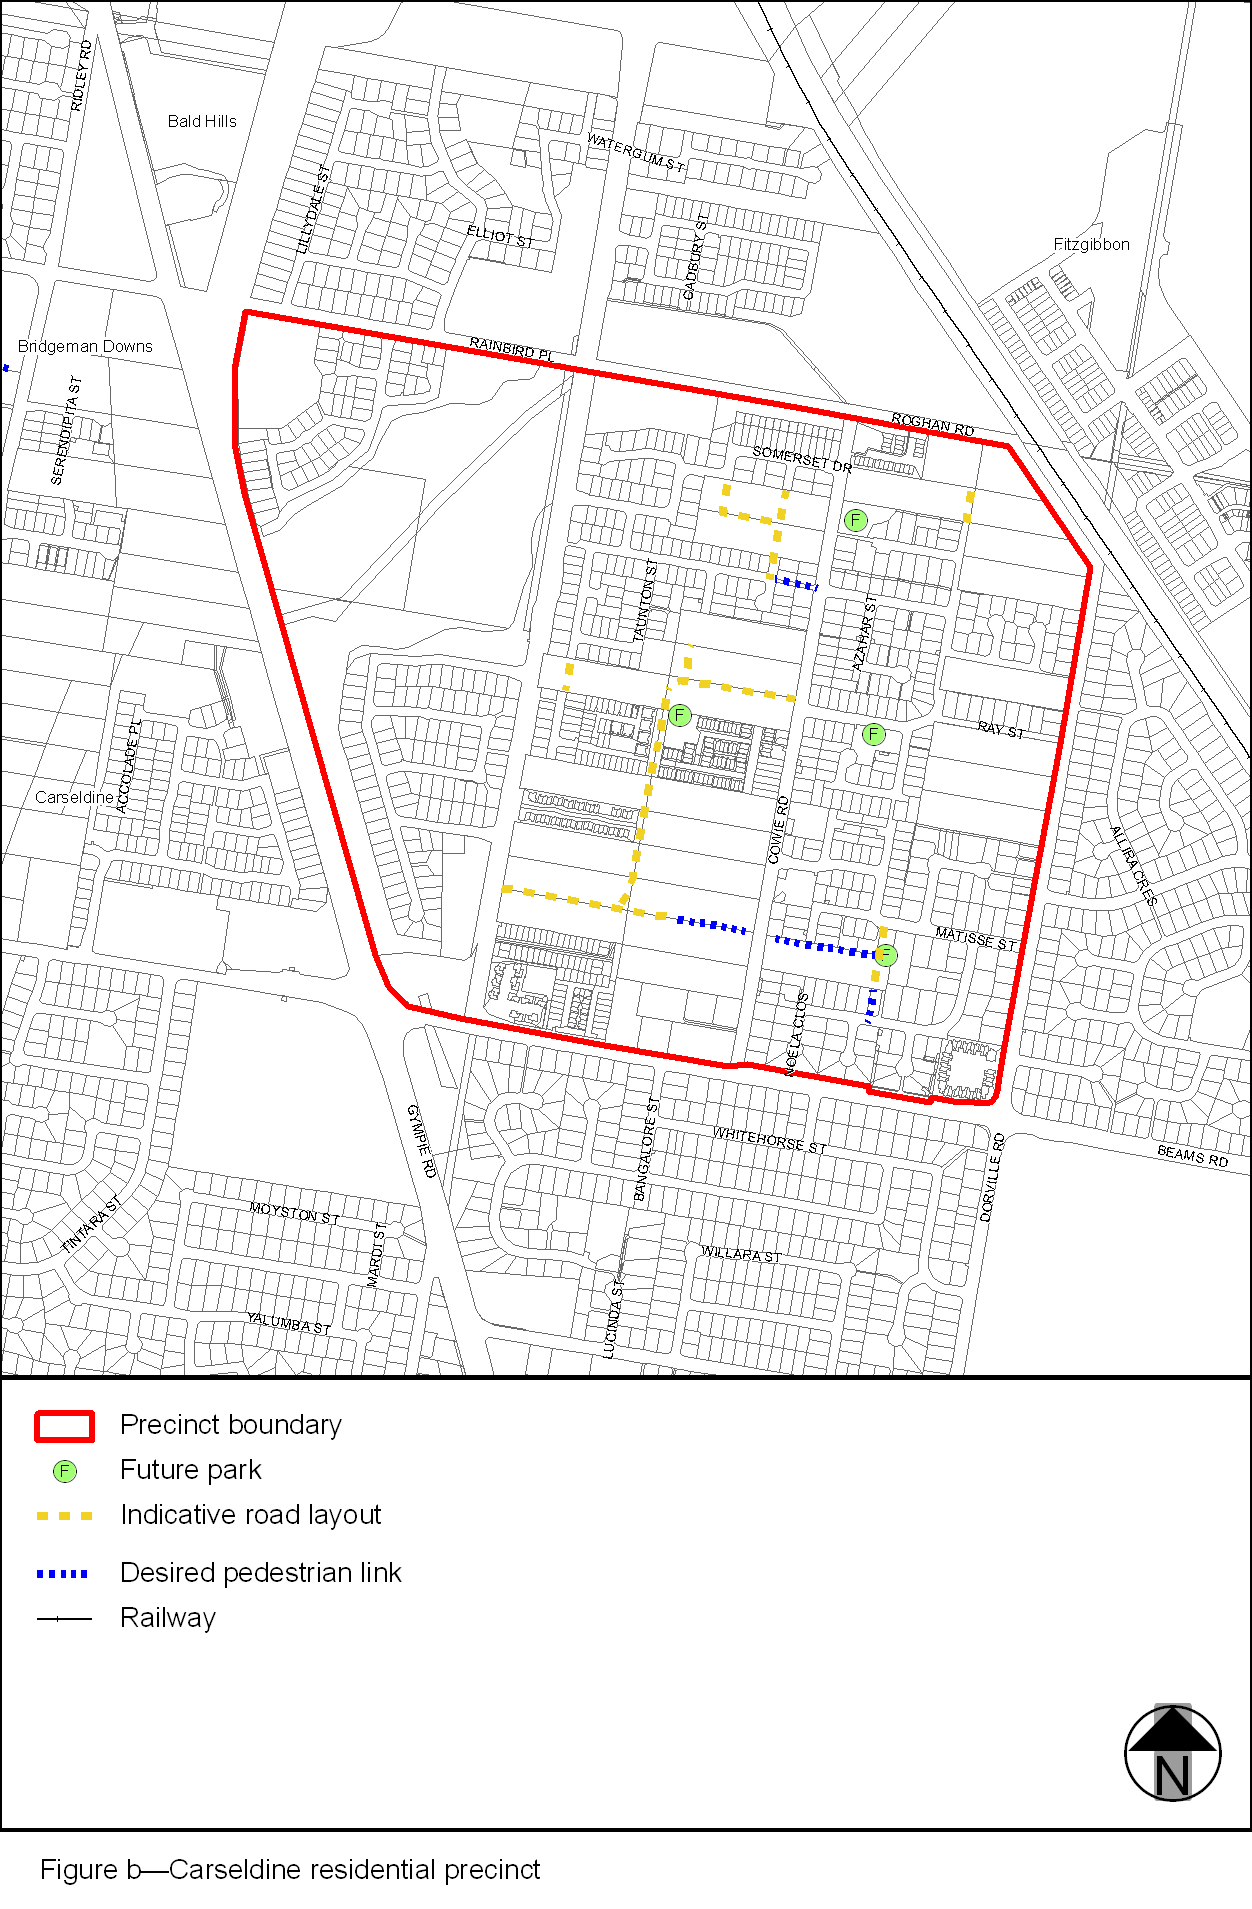 RIDLEY RD
Bald Hills
WATERGUM ST
LILLYDALE ST
ELLIOT ST
GADBURY ST
Fitzgibbon
Bridgeman Downs
RAINBIRD PL
SERENDIPITA ST
ROGHAN RD
SOMERSET DR
F
TAUNTON ST
AZAHAR ST
F
F
RAY ST
ACCOLADE PL
Carseldine
COWIE RD
ALLIRA CRES
MATISSE ST
F
NOELA CLOS
GYMPIE RD
BANGALORE ST
WHITEHORSE ST
BEAMS RD
DORVILLE RD
TINTARA ST
MOYSTON ST
MARDI ST
WILLARA ST
LUCINDA ST
YALUMBA ST
Precinct boundary
F Future park
Indicative road layout
Desired pedestrian link
Railway
N
Figure b—Carseldine residential precinct